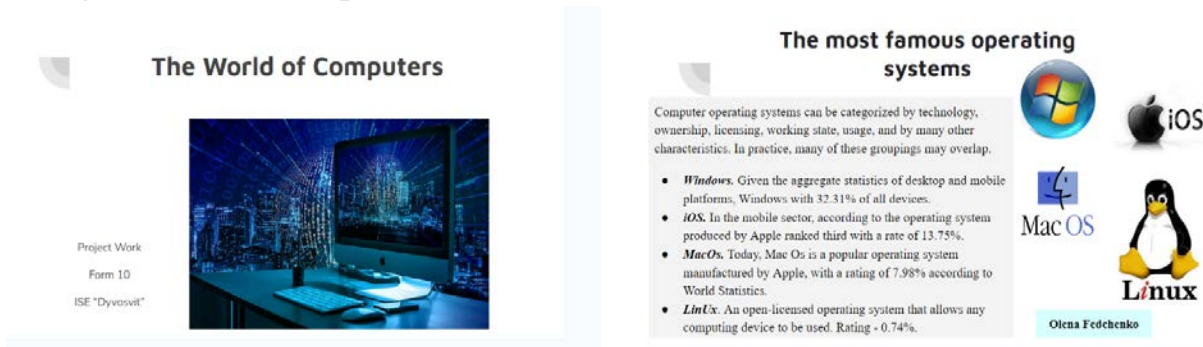 The World of Computers
Project Work
Form 10
ISE "Dyvosvit"
The most famous operating
systems
Computer operating systems can be categorized by technology,
ownership, licensing, working state, usage, and by many other
characteristics. In practice, many of these groupings may overlap.
● Windows. Given the aggregate statistics of desktop and mobile
platforms, Windows with 32.31% of all devices.
● iOS. In the mobile sector, according to the operating system
produced by Apple ranked third with a rate of 13.75%.
● MacOs. Today, Mac Os is a popular operating system
manufactured by Apple, with a rating of 7.98% according to
World Statistics.
● LinUx. An open-licensed operating system that allows any
computing device to be used. Rating - 0.74%.
iOS
Mac OS
Linux
Olena Fedchenko